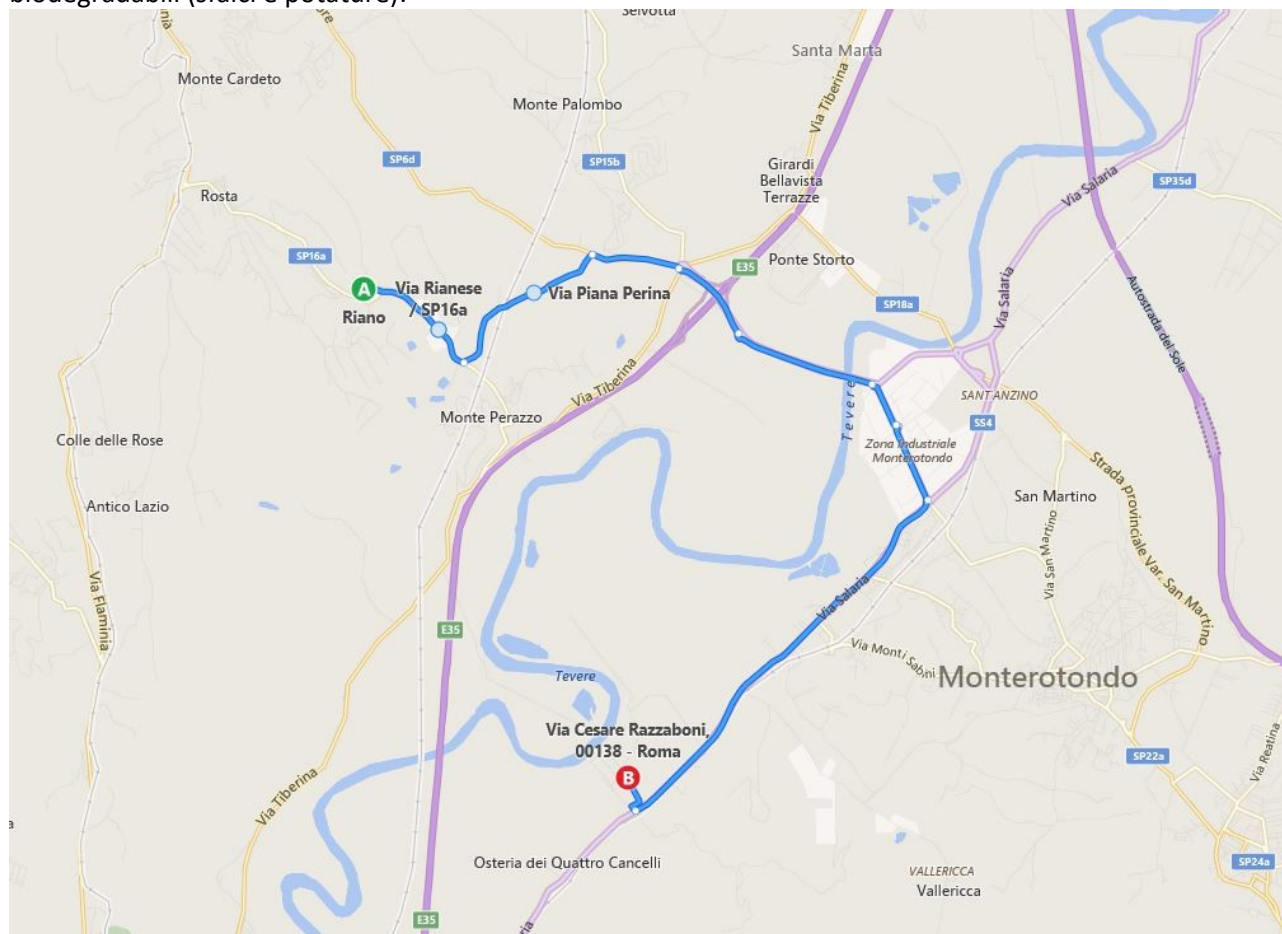 biodegradabili (sfalci e potature).
Selvotta
Santa Marta
Monte Cardeto
Monte Palombo
Via Tiberina
SP6d
SP15b
Girardi
Bellavista
Terrazze
Via Salaria
SP35d
Rosta
SP16a
E35
Ponte Storto
A
Via Rianese
/ SP16a
Via Piana Perina
Riano
SP18a
Via Salaria
Autostrada del Sole
Via Tiberina
Tevere
SANT'ANZINO
Monte Perazzo
SS4
Colle delle Rose
Zona Industriale
Monterotondo
Strada provinciale Var. San Martino
San Martino
Antico Lazio
Via San Martino
Via Flaminia
Via Salaria
E35
Via Monti Sabini
Tevere
Monterotondo
Via Cesare Razzaboni,
00138 - Roma
B
SP22a
Via Reatina
Via Tiberina
Osteria dei Quattro Cancelli
VALLERICCA
Vallericca
SP24a
E35